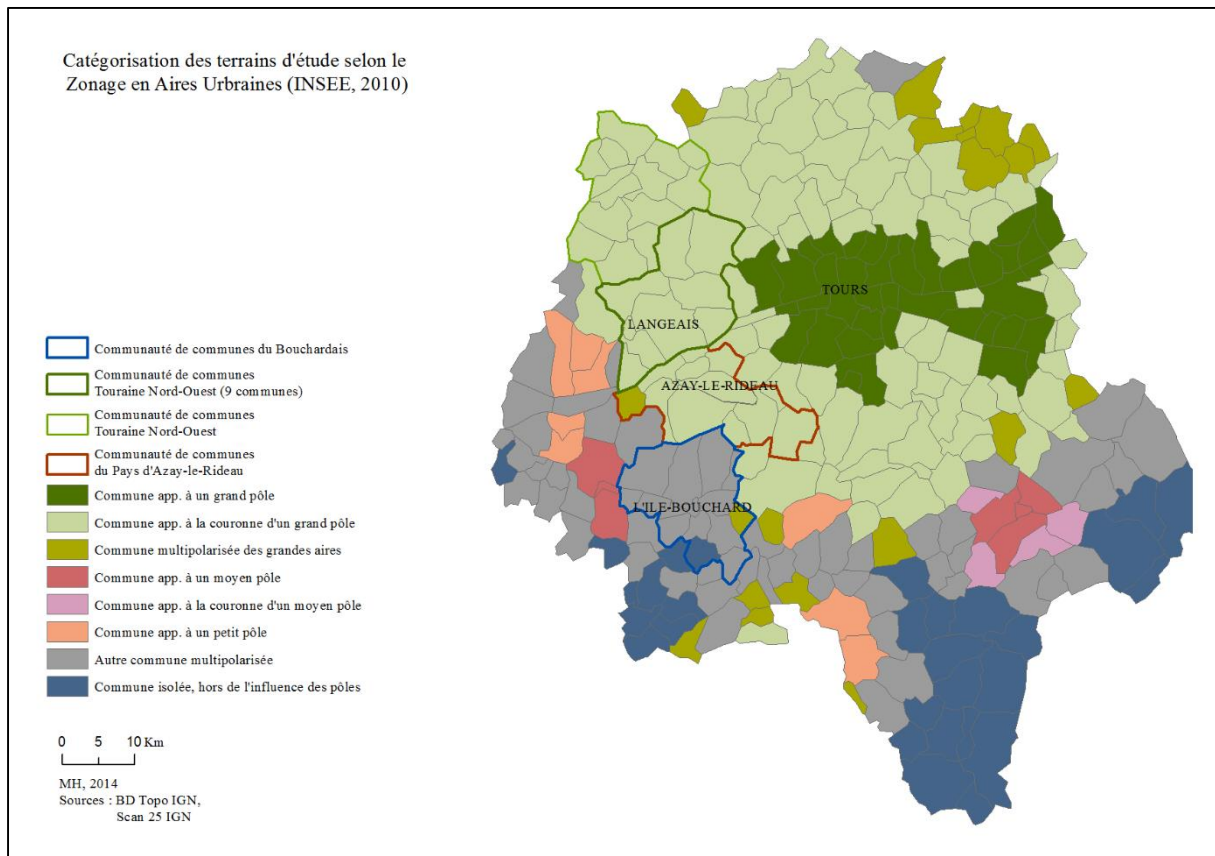 Catégorisation des terrains d'étude selon le
Zonage en Aires Urbraines (INSEE, 2010)
TOURS
LANGEAIS
AZAY-LE-RIDEAU
L'ILE-BOUCHARD
Communauté de communes du Bouchardais
Communauté de communes
Touraine Nord-Ouest (9 communes)
Communauté de communes
Touraine Nord-Ouest
Communauté de communes
du Pays d'Azay-le-Rideau
Commune app. à un grand pôle
Commune app. à la couronne d'un grand pôle
Commune multipolarisée des grandes aires
Commune app. à un moyen pôle
Commune app. à la couronne d'un moyen pôle
Commune app. à un petit pôle
Autre commune multipolarisée
Commune isolée, hors de l'influence des pôles
0 5 10 Km
MH, 2014
Sources : BD Topo IGN,
Scan 25 IGN